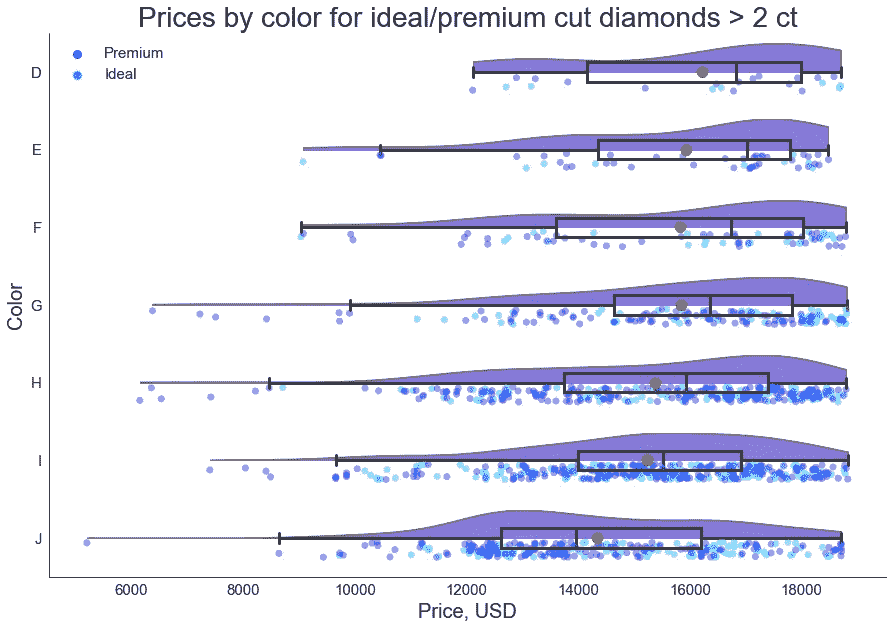 Prices by color for ideal/premium cut diamonds > 2 ct
Premium
Ideal
D
E
F
G
H
I
J
Color
6000 8000 10000 12000 14000 16000 18000
Price, USD